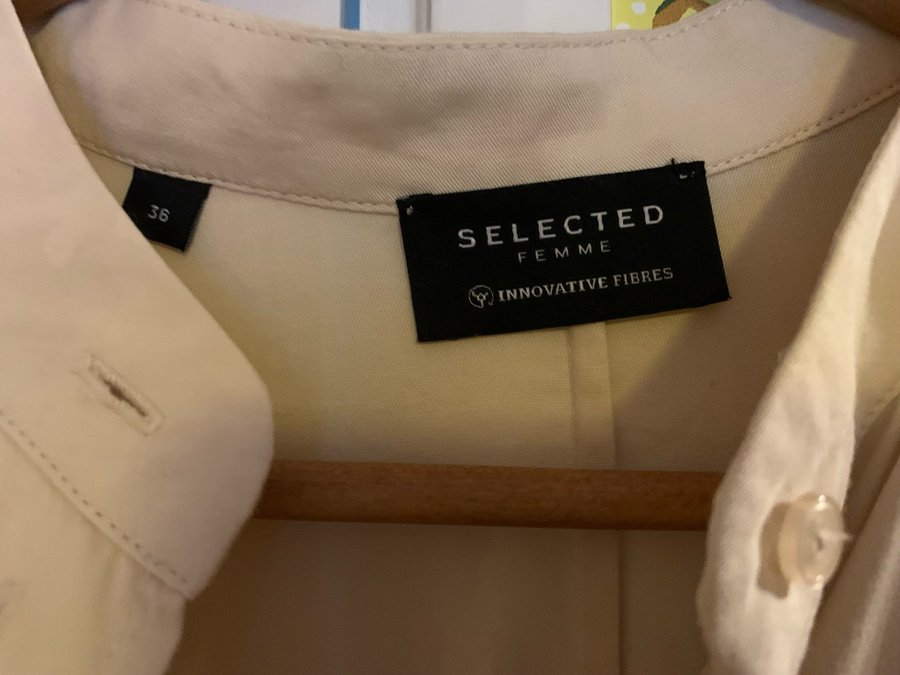 36
SELECTED
FEMME
INNOVATIVE FIBRES